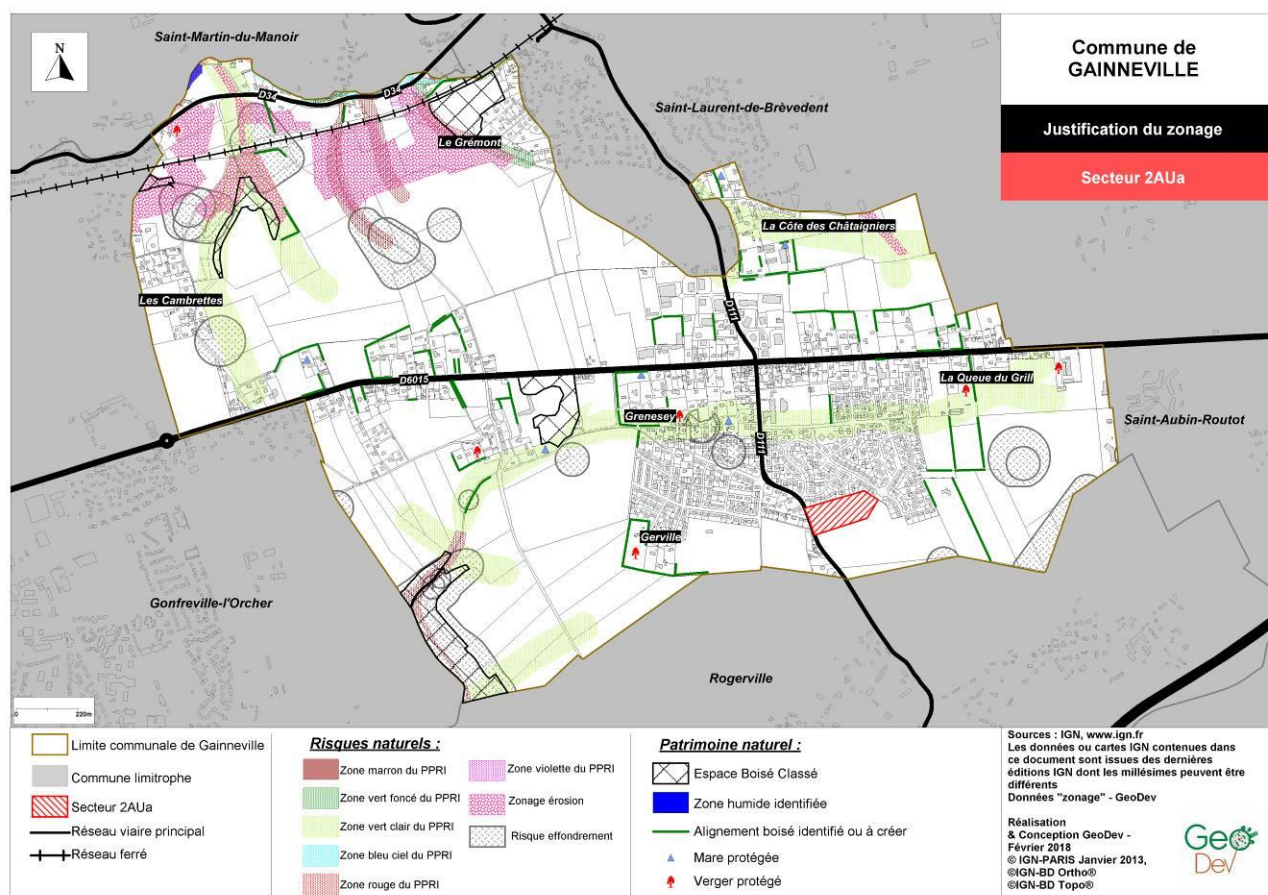 Commune de
GAINNEVILLE
Justification du zonage
Secteur 2AUa
N
Saint-Martin-du-Manoir
D34
D34
Saint-Laurent-de-Brèvedent
Le Grémont
La Côte des Châtaigniers
Les Cambrettes
D111
D6015
La Queue du Grill
Grenesey
Saint-Aubin-Routot
D111
Gerville
Gonfreville-l'Orcher
Rogerville
0 220m
Limite communale de Gainneville
Commune limitrophe
Secteur 2AUa
Réseau viaire principal
Réseau ferré
Risques naturels :
Zone marron du PPRI
Zone vert foncé du PPRI
Zone vert clair du PPRI
Zone bleu ciel du PPRI
Zone rouge du PPRI
Zone violette du PPRI
Zonage érosion
Risque effondrement
Patrimoine naturel :
Espace Boisé Classé
Zone humide identifiée
Alignement boisé identifié ou à créer
Mare protégée
Verger protégé
Sources : IGN, www.ign.fr
Les données ou cartes IGN contenues dans
ce document sont issues des dernières
éditions IGN dont les millésimes peuvent être
différents
Données "zonage" - GeoDev
Réalisation
& Conception GeoDev -
Février 2018
© IGN-PARIS Janvier 2013,
©IGN-BD Ortho®
©IGN-BD Topo®
Geo
Dev